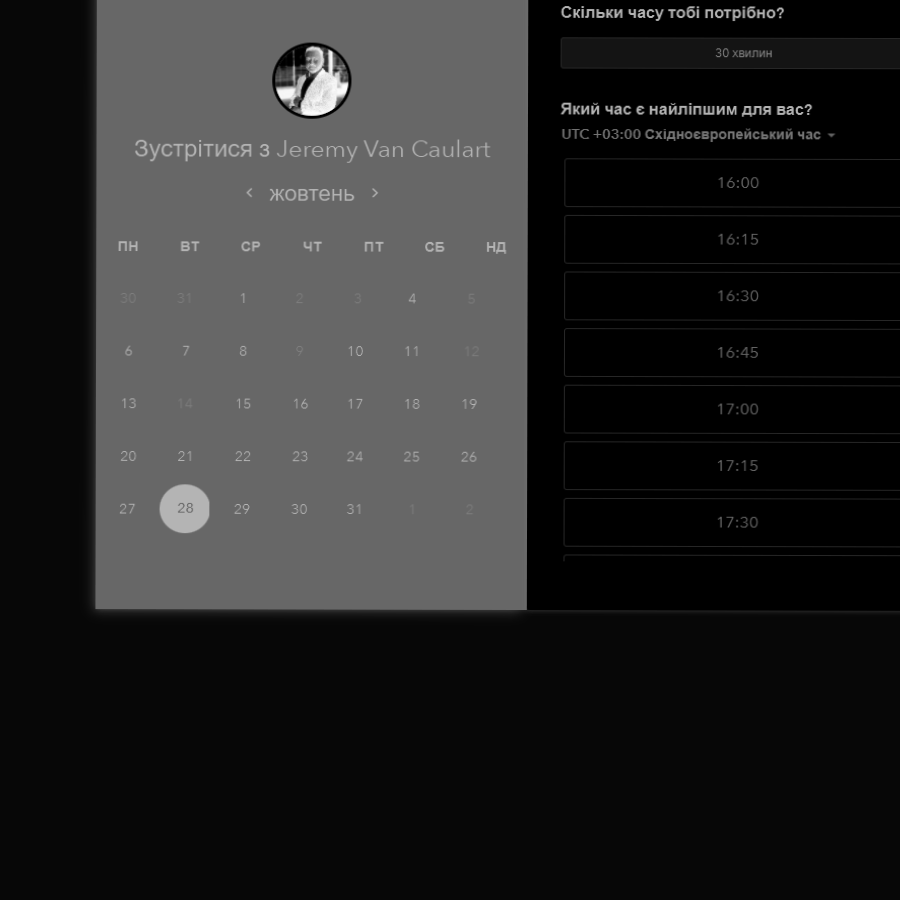 Зустрітися з Jeremy Van Caulart
жовтень
ПН ВТ СР ЧТ ПТ СБ НД
30 31 1 2 3 4 5
6 7 8 9 10 11 12
13 14 15 16 17 18 19
20 21 22 23 24 25 26
27 28 29 30 31 1 2
Скільки часу тобі потрібно?
30 хвилин
Який час є найліпшим для вас?
UTC +03:00 Східноєвропейський час
16:00
16:15
16:30
16:45
17:00
17:15
17:30